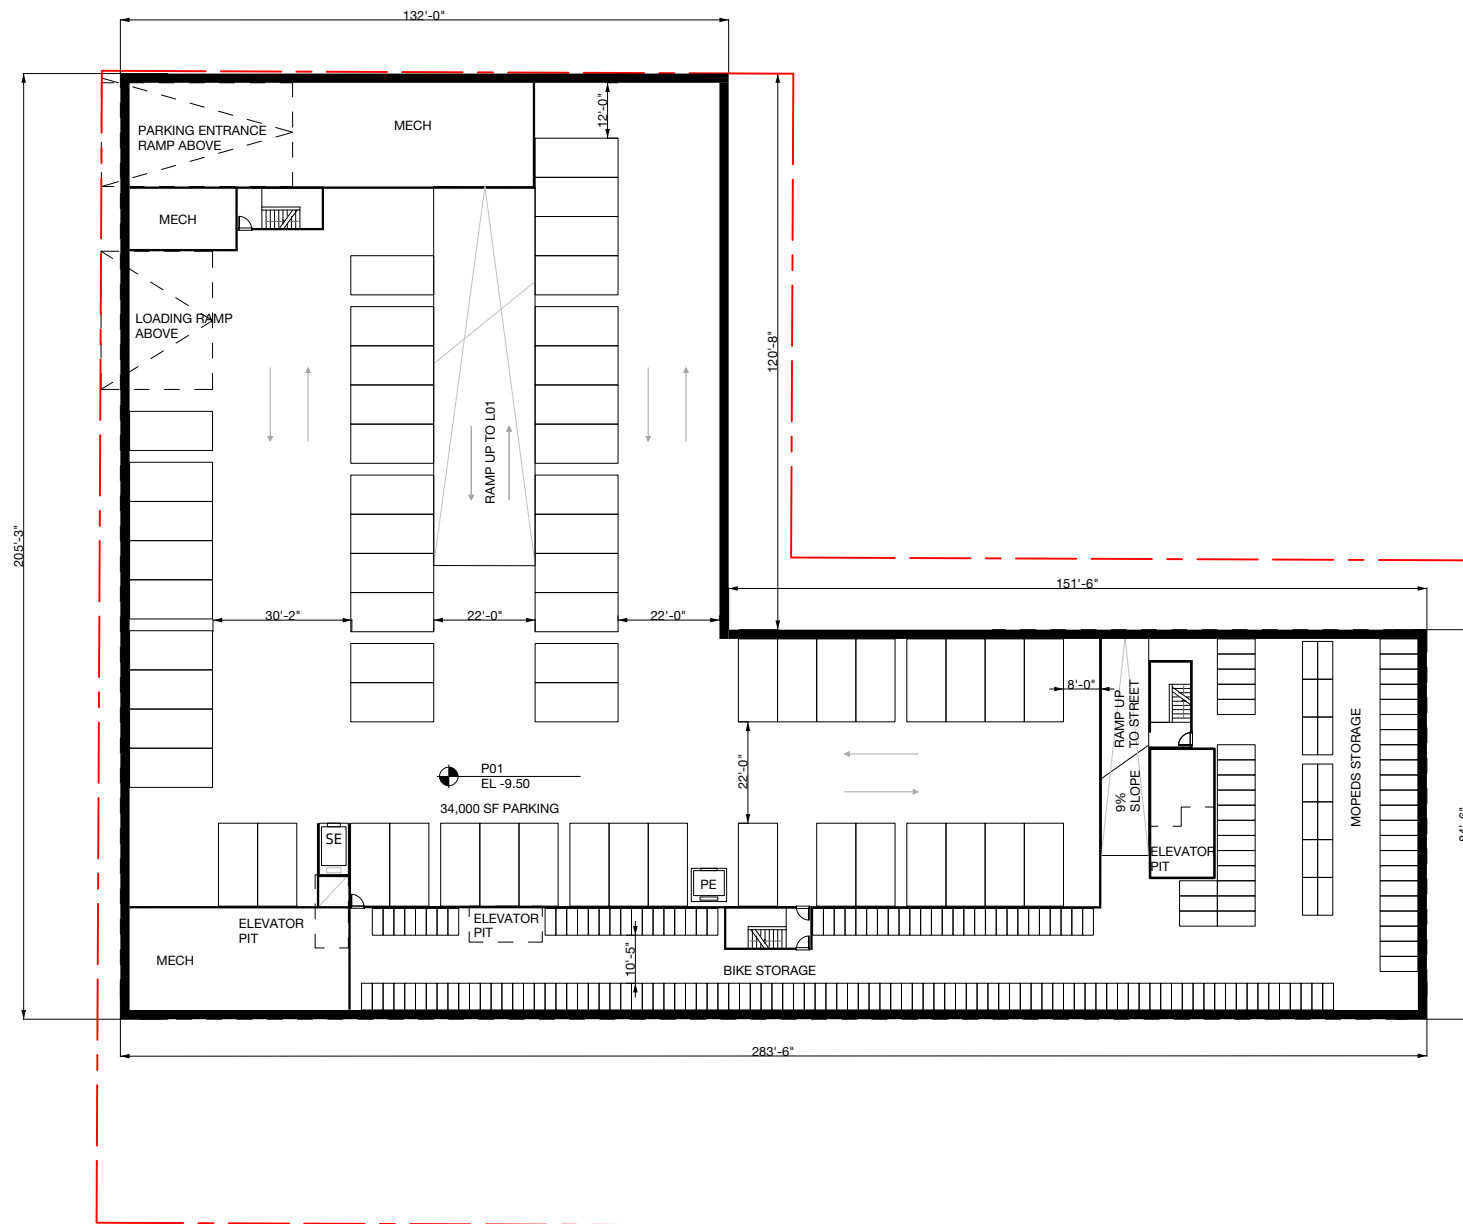 132'-0"
PARKING ENTRANCE
RAMP ABOVE
MECH
12'-0"
MECH
LOADING RAMP
ABOVE
120'-8"
RAMP UP TO L01
205'-3"
151'-6"
30'-2"
22'-0"
22'-0"
8'-0"
RAMP UP
TO STREET
9%
SLOPE
MOPEDS STORAGE
22'-0"
P01
EL -9.50
34,000 SF PARKING
SE
ELEVATOR
PIT
PE
ELEVATOR
PIT
ELEVATOR
PIT
MECH
10'-5"
BIKE STORAGE
283'-6"